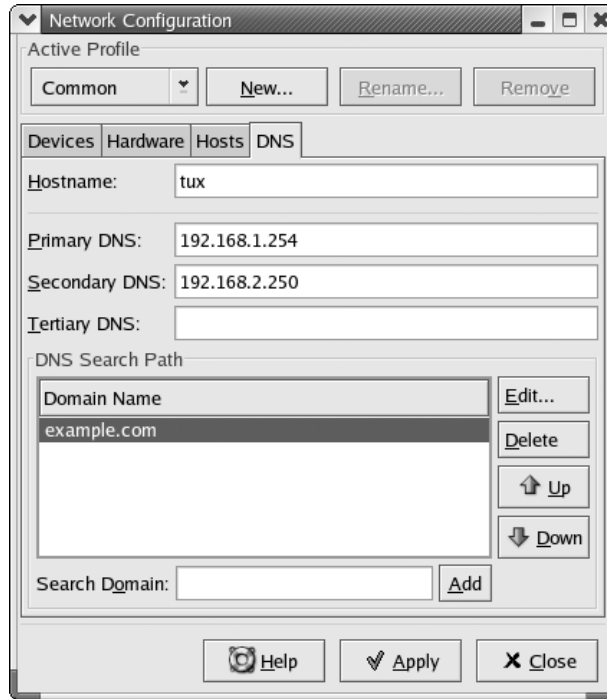 Network Configuration
Active Profile
Common New... Rename... Remove
Devices Hardware Hosts DNS
Hostname: tux
Primary DNS: 192.168.1.254
Secondary DNS: 192.168.2.250
Tertiary DNS:
DNS Search Path
Domain Name
example.com
Edit...
Delete
Up
Down
Search Domain: Add
Help Apply Close